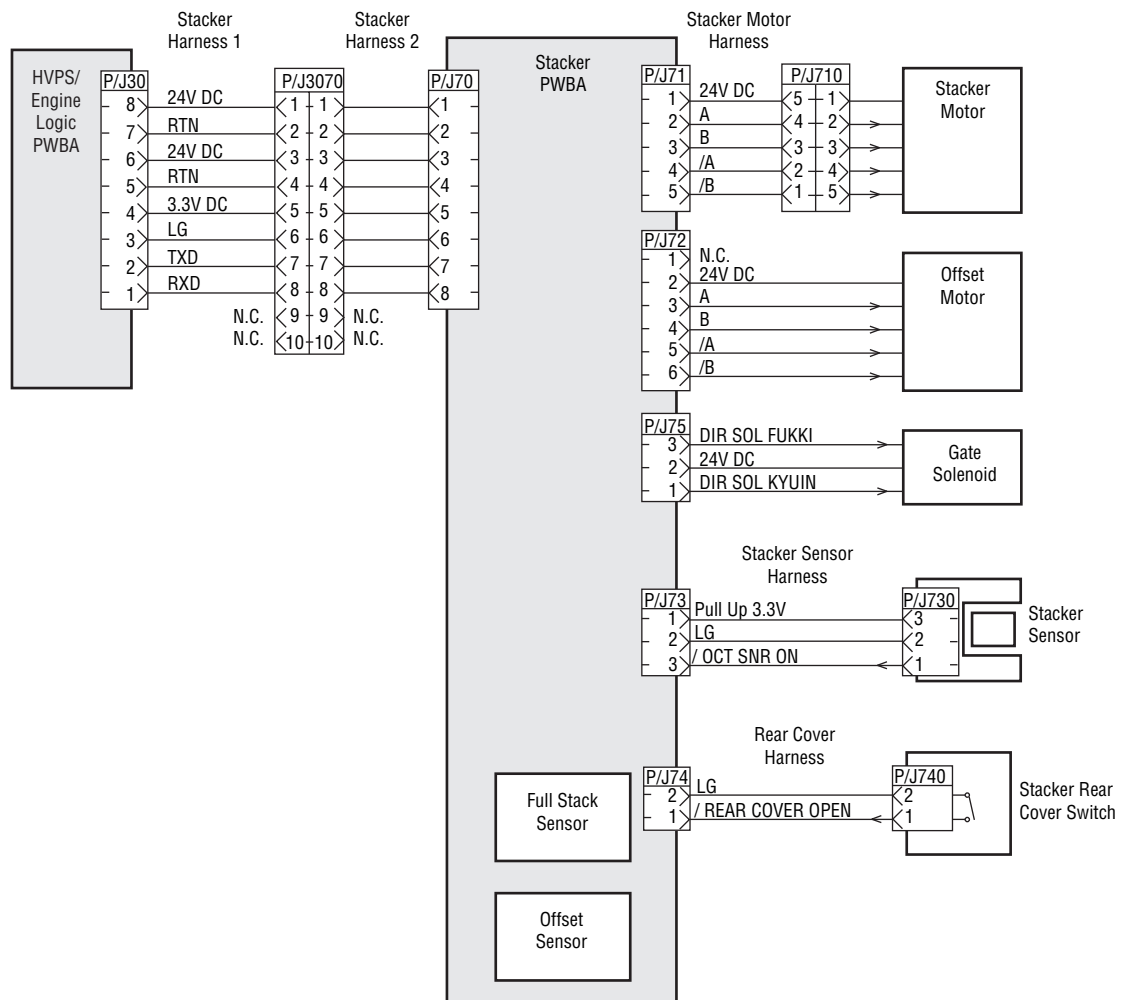 Stacker
Harness 1
Stacker
Harness 2
Stacker Motor
Harness
HVPS/
Engine
Logic
PWBA
P/J30
8
7
6
5
4
3
2
1
24V DC
RTN
24V DC
RTN
3.3V DC
LG
TXD
RXD
N.C.
N.C.
P/J3070
1 1
2 2
3 3
4 4
5 5
6 6
7 7
8 8
9 9
10 10
N.C.
N.C.
P/J70
1
2
3
4
5
6
7
8
Stacker
PWBA
P/J71
1 24V DC
2 A
3 B
4 /A
5 /B
P/J710
5 1
4 2
3 3
2 4
1 5
Stacker
Motor
P/J72
1 N.C.
2 24V DC
3 A
4 B
5 /A
6 /B
Offset
Motor
P/J75
3 DIR SOL FUKKI
2 24V DC
1 DIR SOL KYUIN
Gate
Solenoid
Stacker Sensor
Harness
P/J73
1 Pull Up 3.3V
2 LG
3 / OCT SNR ON
P/J730
3
2
1
Stacker
Sensor
Rear Cover
Harness
P/J74
2 LG
1 / REAR COVER OPEN
P/J740
2
1
Stacker Rear
Cover Switch
Full Stack
Sensor
Offset
Sensor